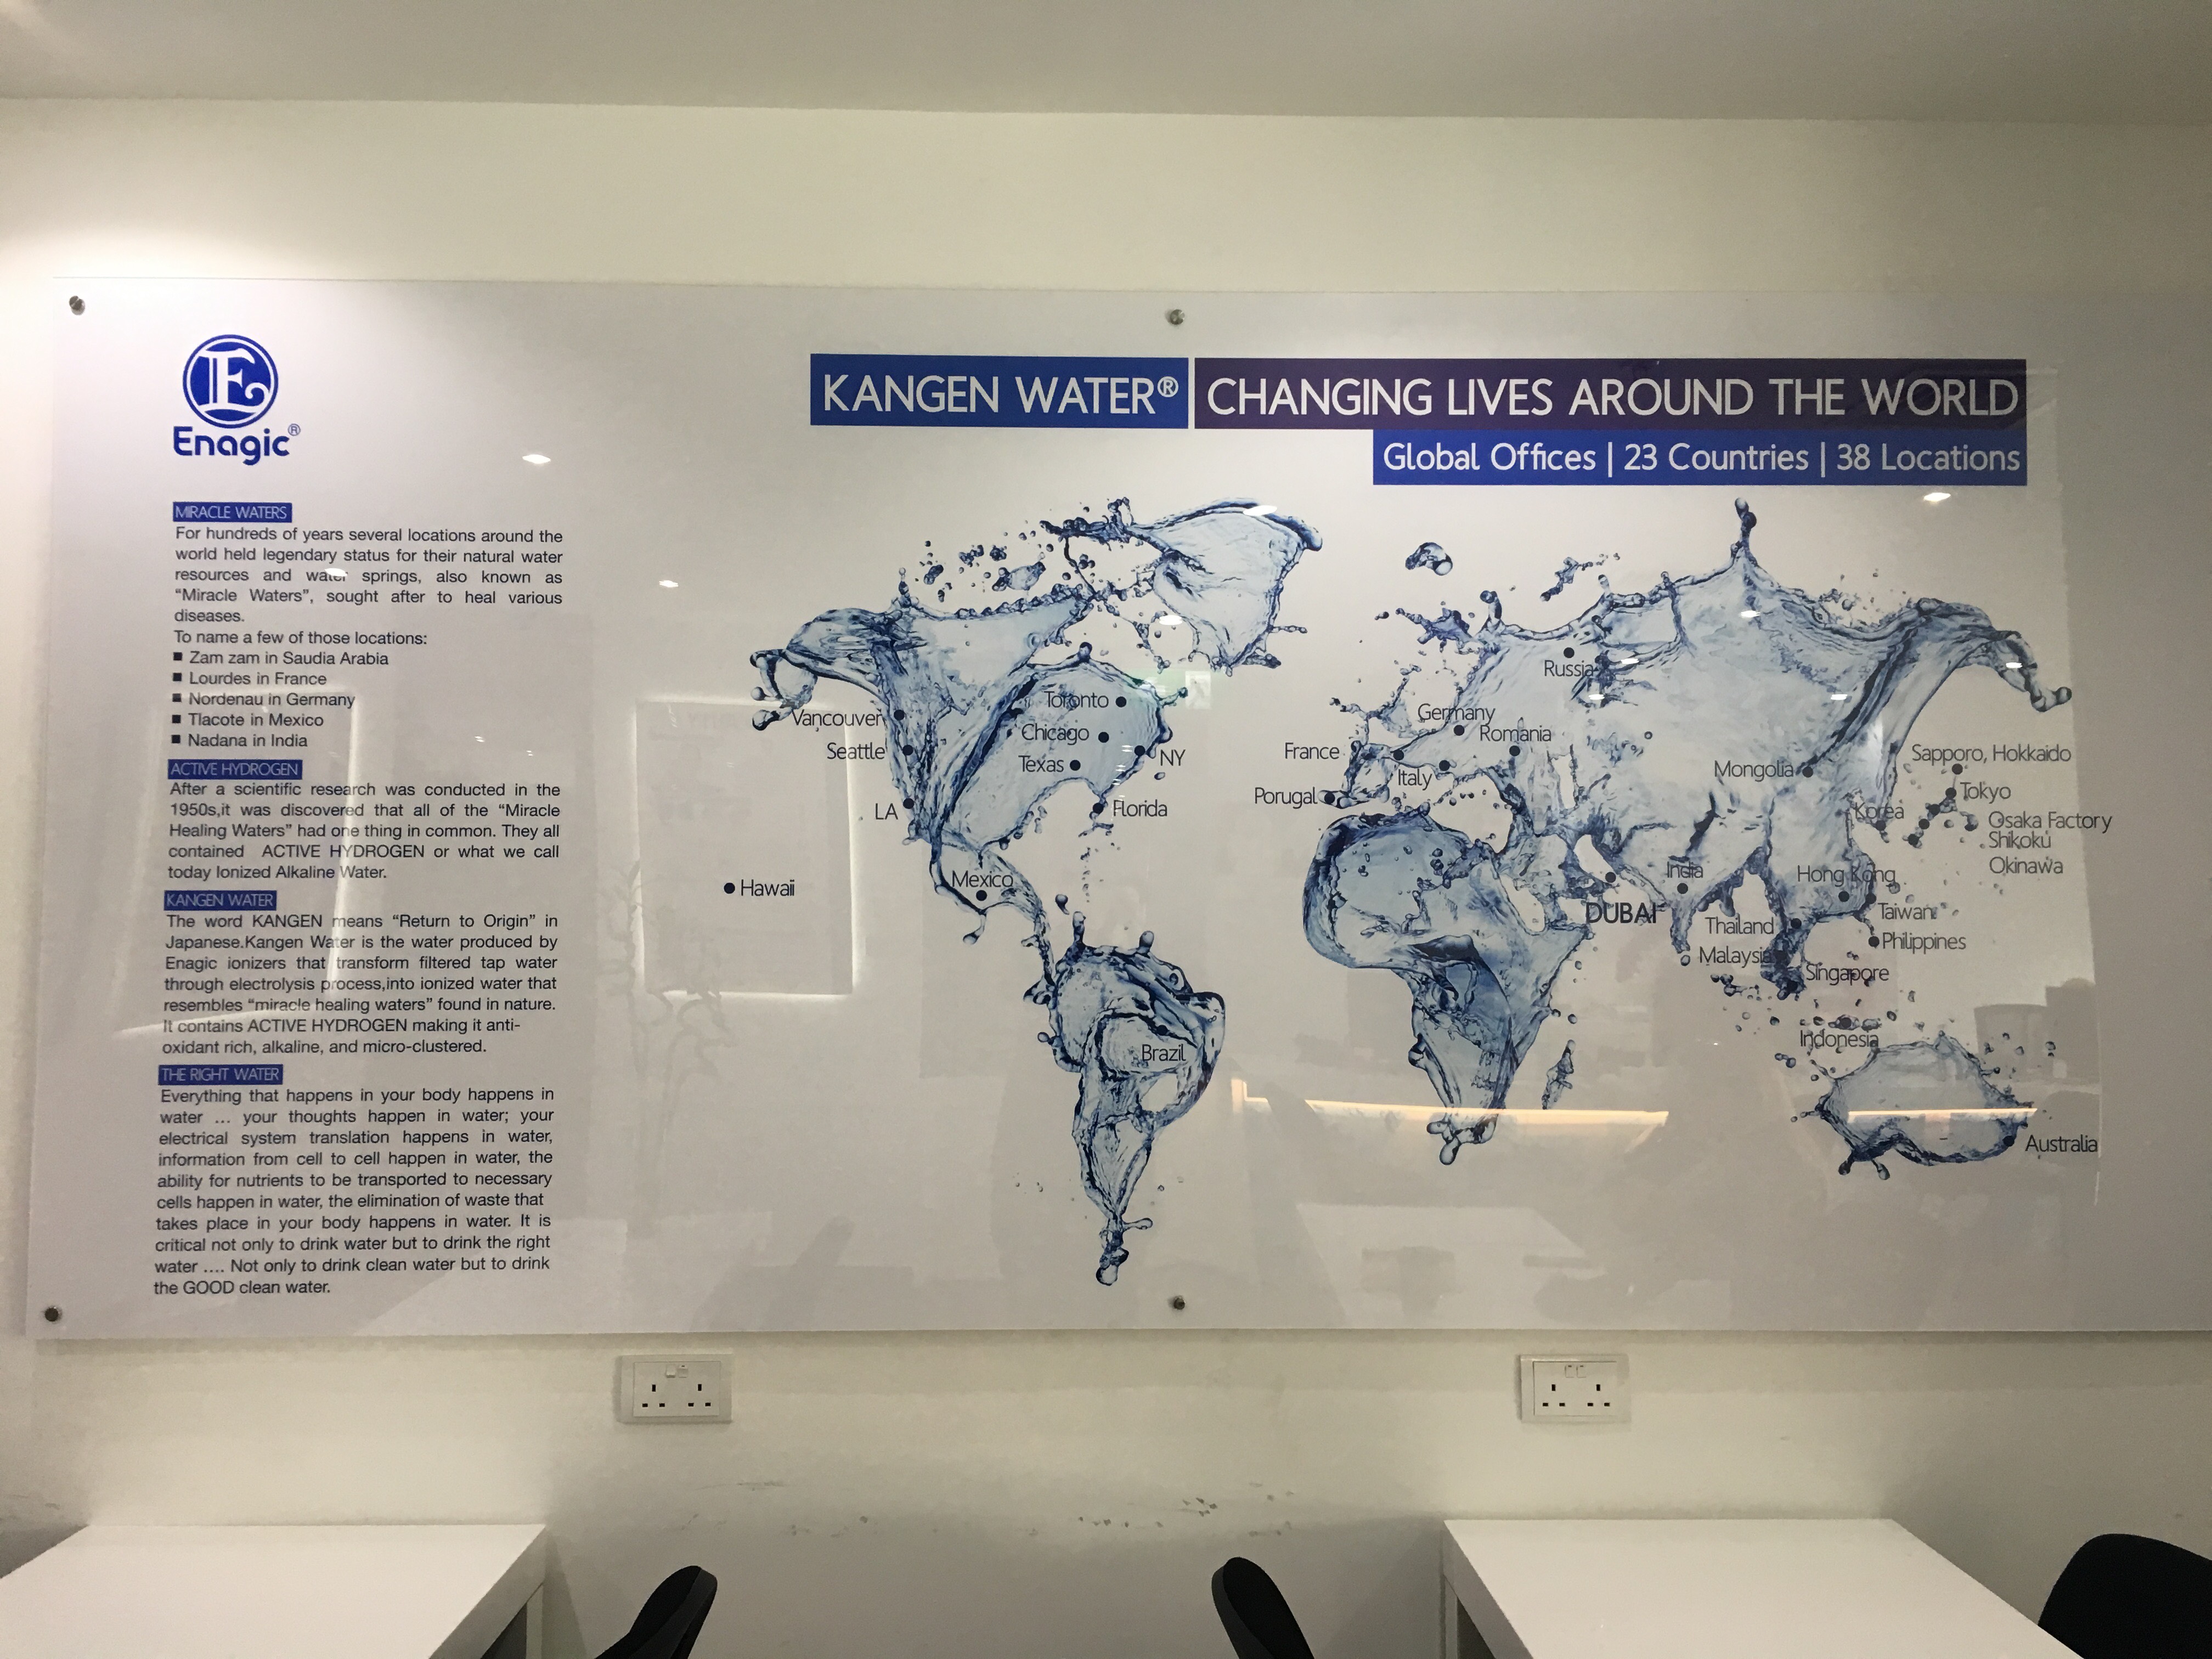 Enagic®
MIRACLE WATERS
For hundreds of years several locations around the
world held legendary status for their natural water
resources and water springs, also known as
“Miracle Waters”, sought after to heal various
diseases.
To name a few of those locations:
■ Zam zam in Saudia Arabia
■ Lourdes in France
■ Nordenau in Germany
■ Tlacote in Mexico
■ Nadana in India
ACTIVE HYDROGEN
After a scientific research was conducted in the
1950s,it was discovered that all of the “Miracle
Healing Waters” had one thing in common. They all
contained ACTIVE HYDROGEN or what we call
today Ionized Alkaline Water.
KANGEN WATER
The word KANGEN means “Return to Origin” in
Japanese.Kangen Water is the water produced by
Enagic ionizers that transform filtered tap water
through electrolysis process,into ionized water that
resembles “miracle healing waters” found in nature.
It contains ACTIVE HYDROGEN making it anti-
oxidant rich, alkaline, and micro-clustered.
THE RIGHT WATER
Everything that happens in your body happens in
water ... your thoughts happen in water; your
electrical system translation happens in water,
information from cell to cell happen in water, the
ability for nutrients to be transported to necessary
cells happen in water, the elimination of waste that
takes place in your body happens in water. It is
critical not only to drink water but to drink the right
water .... Not only to drink clean water but to drink
the GOOD clean water.
KANGEN WATER® CHANGING LIVES AROUND THE WORLD
Global Offices | 23 Countries | 38 Locations
Vancouver
Seattle
LA
Hawaii
Toronto
Chicago
Texas
NY
Florida
Mexico
Brazil
Russia
Germany
Romania
France
Italy
Porugal
Mongolia
Sapporo, Hokkaido
Tokyo
Korea
Osaka Factory
Shikoku
Okinawa
India
DUBAI
Hong Kong
Thailand
Taiwan
Malaysia
Philippines
Singapore
Indonesia
Australia